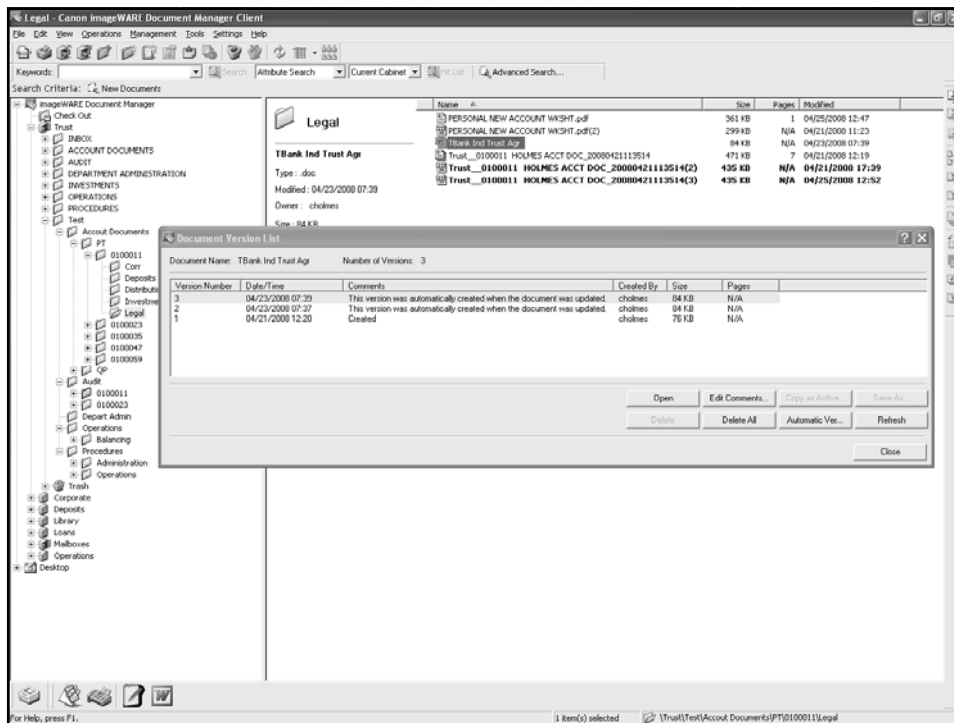 Legal - Canon imageWARE Document Manager Client
File Edit View Operations Management Tools Settings Help
Keywords: Search Attribute Search Current Cabinet Hit List Advanced Search...
Search Criteria: New Documents
imageWARE Document Manager
Check Out
Trust
INBOX
ACCOUNT DOCUMENTS
AUDIT
DEPARTMENT ADMINISTRATION
INVESTMENTS
OPERATIONS
PROCEDURES
Test
Accout Documents
PT
0100011
Corr
Deposits
Distributio
Investme
Legal
0100023
0100035
0100047
0100059
QP
Audit
0100011
0100023
Depart Admin
Operations
Balancing
Procedures
Administration
Operations
Trash
Corporate
Deposits
Library
Loans
Mailboxes
Operations
Desktop
Legal
TBank Ind Trust Agr
Type : .doc
Modified : 04/23/2008 07:39
Owner : cholmes
Size : 84 KB
Name Size Pages Modified
PERSONAL NEW ACCOUNT WKSHT.pdf 361 KB 1 04/25/2008 12:47
PERSONAL NEW ACCOUNT WKSHT.pdf(2) 299 KB N/A 04/21/2008 11:23
TBank Ind Trust Agr 84 KB N/A 04/23/2008 07:39
Trust__0100011 HOLMES ACCT DOC_20080421113514 471 KB 7 04/21/2008 12:19
Trust__0100011 HOLMES ACCT DOC_20080421113514(2) 435 KB N/A 04/21/2008 17:39
Trust__0100011 HOLMES ACCT DOC_20080421113514(3) 435 KB N/A 04/25/2008 12:52
Document Version List
Document Name: TBank Ind Trust Agr Number of Versions: 3
Version Number Date/Time Comments Created By Size Pages
3 04/23/2008 07:39 This version was automatically created when the document was updated. cholmes 84 KB N/A
2 04/23/2008 07:37 This version was automatically created when the document was updated. cholmes 84 KB N/A
1 04/21/2008 12:20 Created cholmes 76 KB N/A
Open Edit Comments... Copy as Active... Save As...
Delete Delete All Automatic Ver... Refresh
Close
For Help, press F1. 1 item(s) selected \Trust\Test\Accout Documents\PT\0100011\Legal